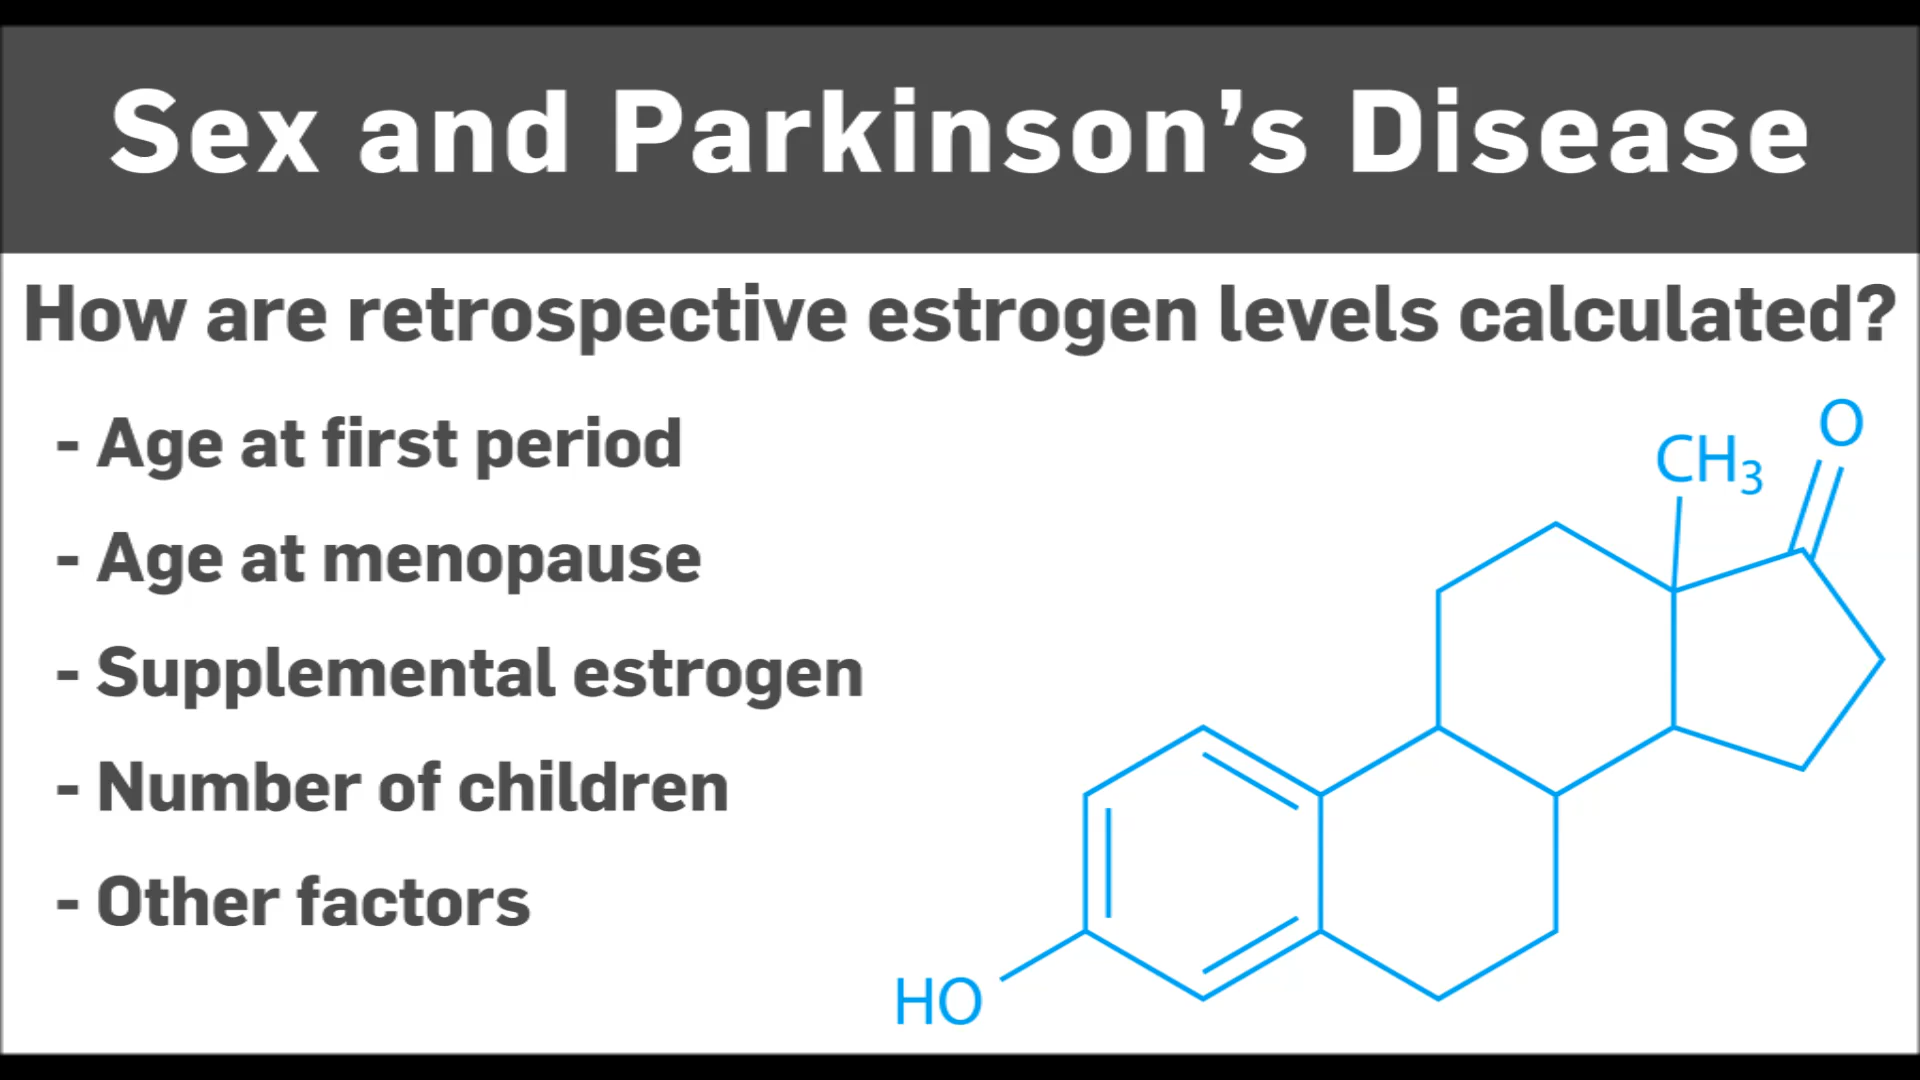 Sex and Parkinson’s Disease
How are retrospective estrogen levels calculated?
- Age at first period
- Age at menopause
- Supplemental estrogen
- Number of children
- Other factors
O
CH₃
HO